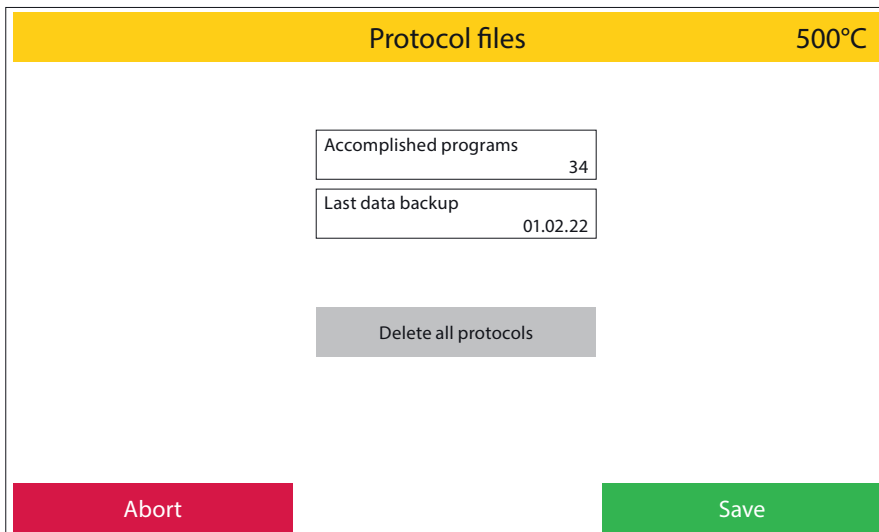 Protocol files 500°C
Accomplished programs
34
Last data backup
01.02.22
Delete all protocols
Abort Save